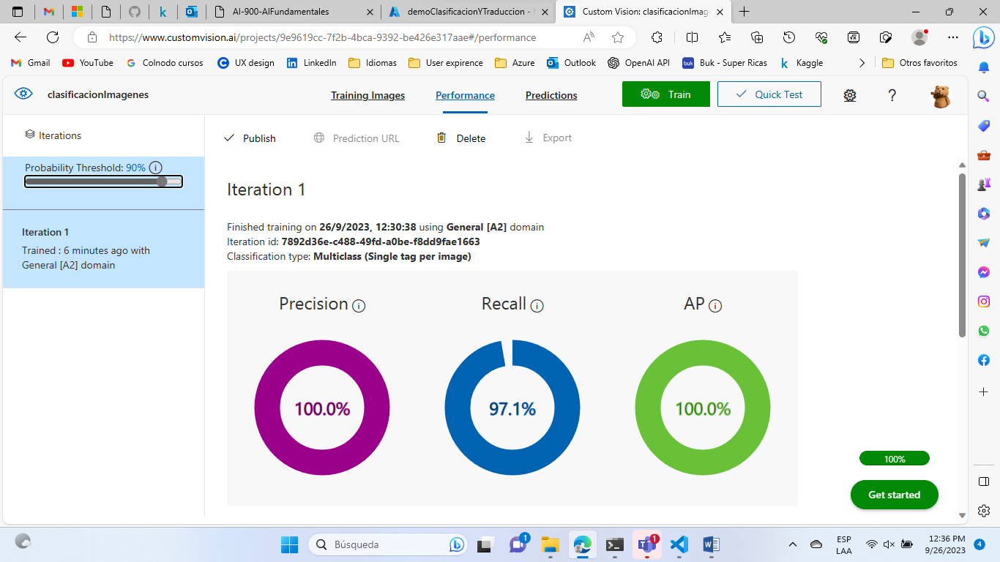 AI-900-AIFundamentales
demoClasificacionYTraduccion -
Custom Vision: clasificacionImage
https://www.customvision.ai/projects/9e9619cc-7f2b-4bca-9392-be426e317aae#/performance
Gmail
YouTube
Colnodo cursos
UX design
LinkedIn
Idiomas
User expirence
Azure
Outlook
OpenAI API
buk
Buk - Super Ricas
Kaggle
Otros favoritos
clasificacionImagenes
Training Images
Performance
Predictions
Train
Quick Test
?
Iterations
Publish
Prediction URL
Delete
Export
Probability Threshold: 90%
Iteration 1
Trained : 6 minutes ago with
General [A2] domain
Iteration 1
Finished training on 26/9/2023, 12:30:38 using General [A2] domain
Iteration id: 7892d36e-c488-49fd-a0be-f8dd9fae1663
Classification type: Multiclass (Single tag per image)
Precision
Recall
AP
100.0%
97.1%
100.0%
100%
Get started
Búsqueda
1
1
ESP
LAA
12:36 PM
9/26/2023
4